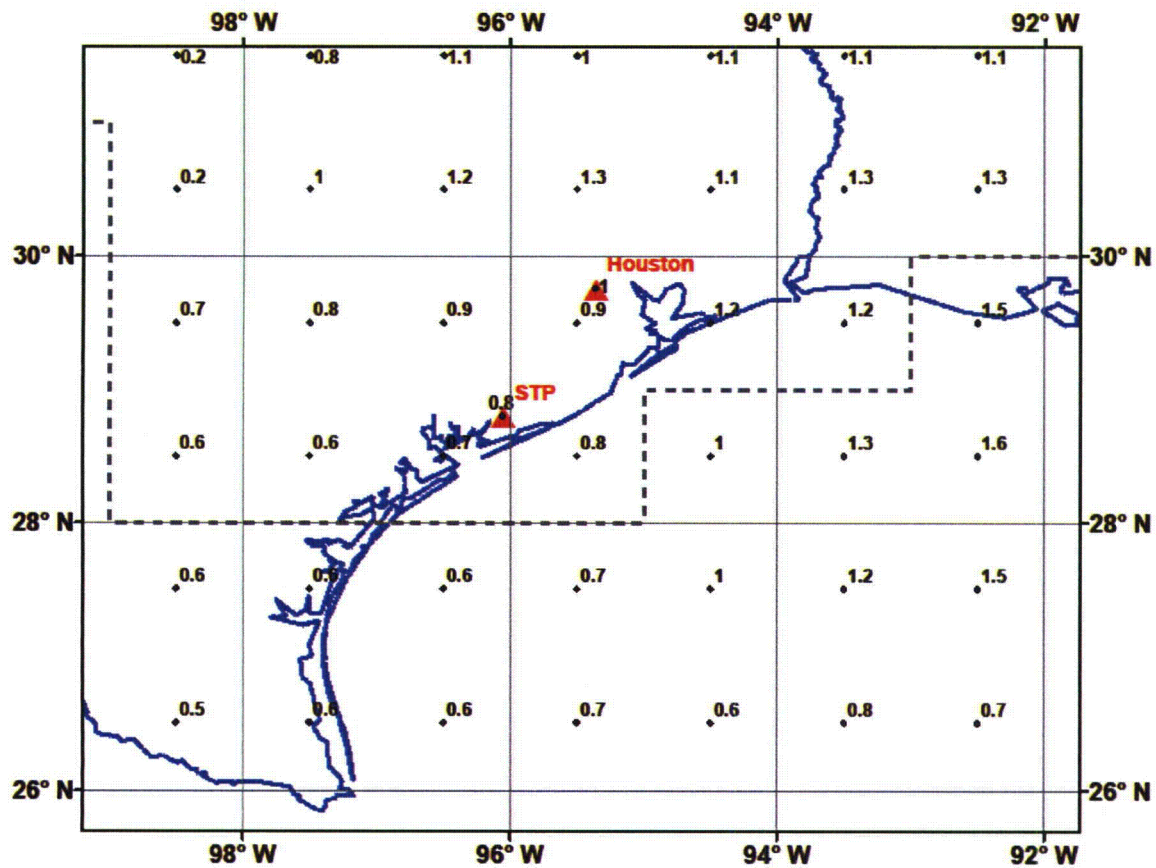 98° W 96° W 94° W 92° W
0.2 0.8 1.1 1 1.1 1.1 1.1
0.2 1 1.2 1.3 1.1 1.3 1.3
30° N 30° N
Houston
1
0.7 0.8 0.9 0.9 1.2 1.2 1.5
STP
0.8
0.6 0.6 0.7 0.8 1 1.3 1.6
28° N 28° N
0.6 0.6 0.6 0.7 1 1.2 1.5
0.5 0.6 0.6 0.7 0.6 0.8 0.7
26° N 26° N
98° W 96° W 94° W 92° W